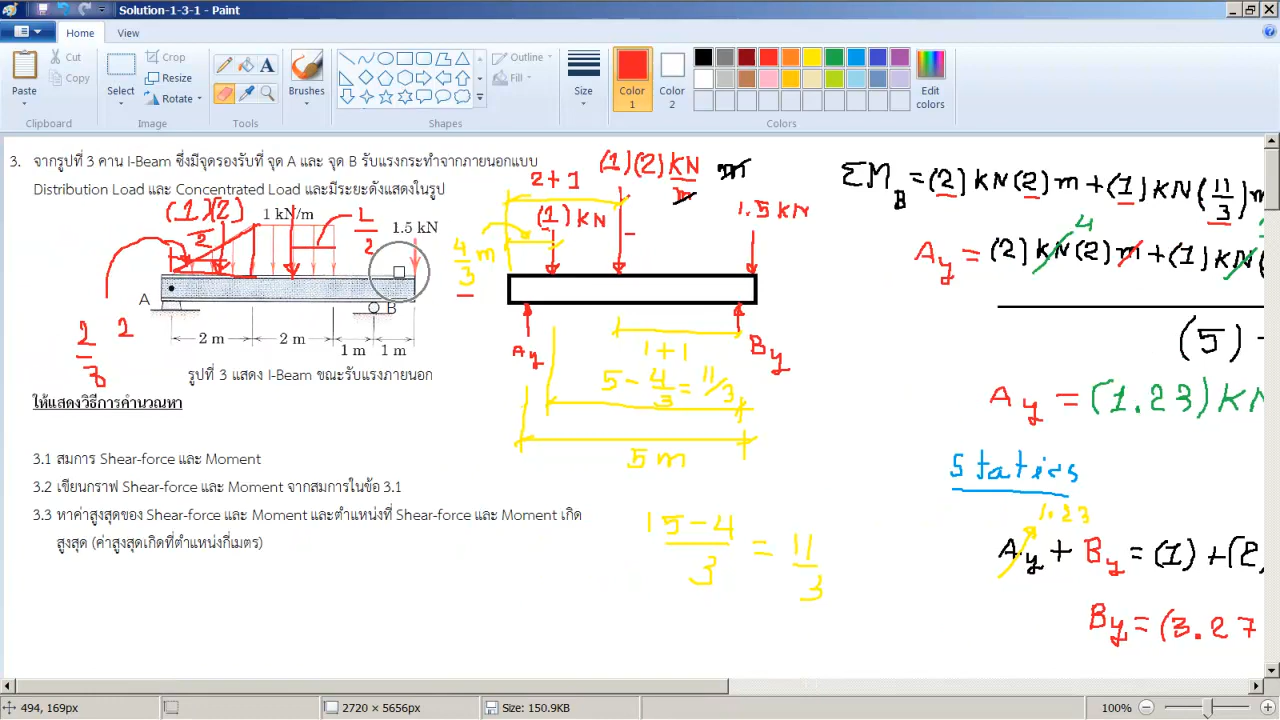 Solution-1-3-1 - Paint
Home
View
Paste
Cut
Copy
Clipboard
Select
Crop
Resize
Rotate
Image
Tools
Brushes
Outline
Fill
Shapes
Size
Color 1
Color 2
Edit colors
Colors
3. จากรูปที่ 3 คาน I-Beam ซึ่งมีจุดรองรับที่ จุด A และ จุด B รับแรงกระทำจากภายนอกแบบ
Distribution Load และ Concentrated Load และมีระยะดังแสดงในรูป
(1)(2)
2
1 kN/m
L
2
1.5 kN
A
B
2 m
2 m
1 m
1 m
2
3
2
รูปที่ 3 แสดง I-Beam ขณะรับแรงภายนอก
ให้แสดงวิธีการคำนวณหา
3.1 สมการ Shear-force และ Moment
3.2 เขียนกราฟ Shear-force และ Moment จากสมการในข้อ 3.1
3.3 หาค่าสูงสุดของ Shear-force และ Moment และตำแหน่งที่ Shear-force และ Moment เกิด
สูงสุด (ค่าสูงสุดเกิดที่ตำแหน่งกี่เมตร)
(1)(2) KN
m
m
2+1
(1) KN
1.5 KN
4/3 m
Ay
By
1+1
5 - 4/3 = 11/3
5 m
15-4/3 = 11/3
ΣM_B = (2) KN (2) m + (1) KN (11/3) m
Ay = (2) KN (2) m + (1) KN (
4
(5)
Ay = (1.23) KN
Statics
1.23
Ay + By = (1) + (2
By = (3.27
494, 169px
2720 × 5656px
Size: 150.9KB
100%